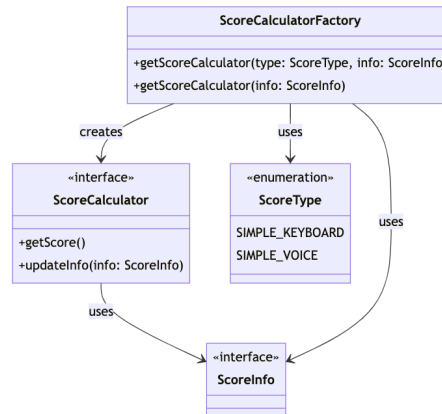 ScoreCalculatorFactory
+getScoreCalculator(type: ScoreType, info: ScoreInfo
+getScoreCalculator(info: ScoreInfo)
creates
uses
«interface»
ScoreCalculator
+getScore()
+updateInfo(info: ScoreInfo)
«enumeration»
ScoreType
SIMPLE_KEYBOARD
SIMPLE_VOICE
uses
uses
«interface»
ScoreInfo